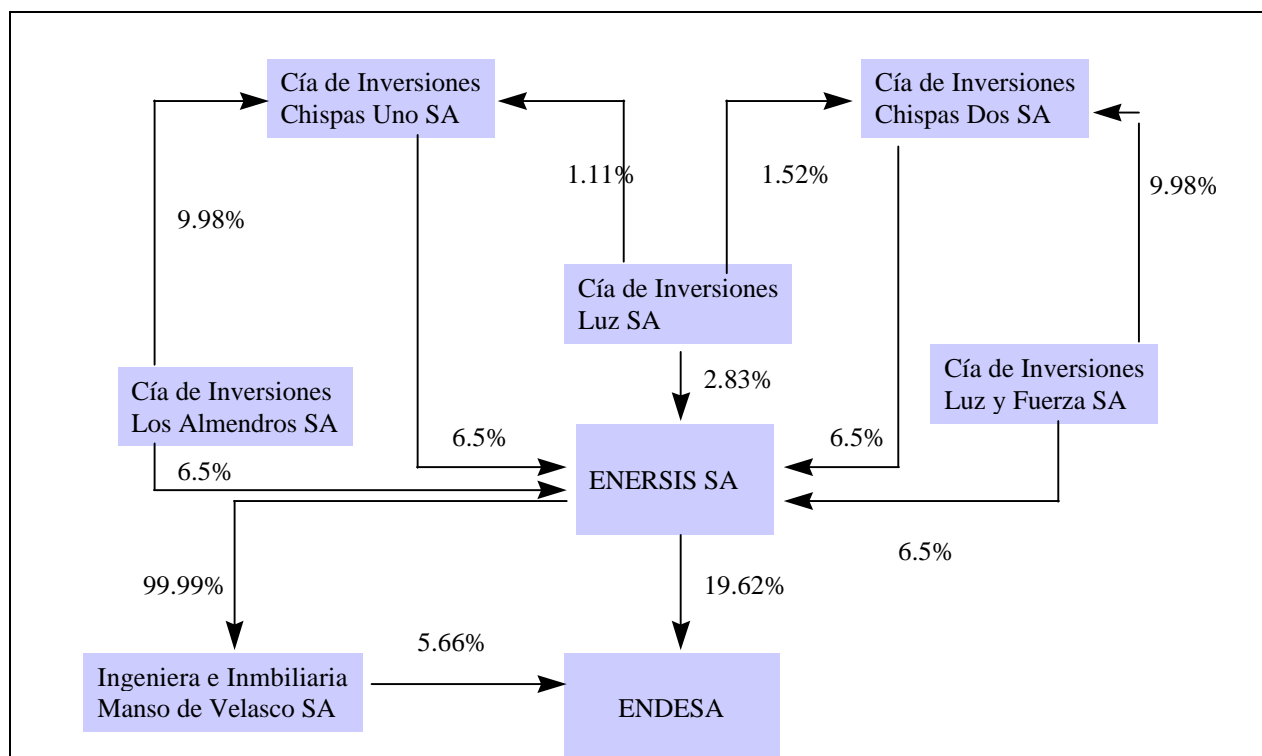 Cía de Inversiones
Chispas Uno SA
Cía de Inversiones
Chispas Dos SA
1.11%
1.52%
9.98%
9.98%
Cía de Inversiones
Luz SA
2.83%
Cía de Inversiones
Los Almendros SA
Cía de Inversiones
Luz y Fuerza SA
6.5%
6.5%
6.5%
ENERSIS SA
6.5%
99.99%
19.62%
5.66%
Ingeniera e Inmbiliaria
Manso de Velasco SA
ENDESA